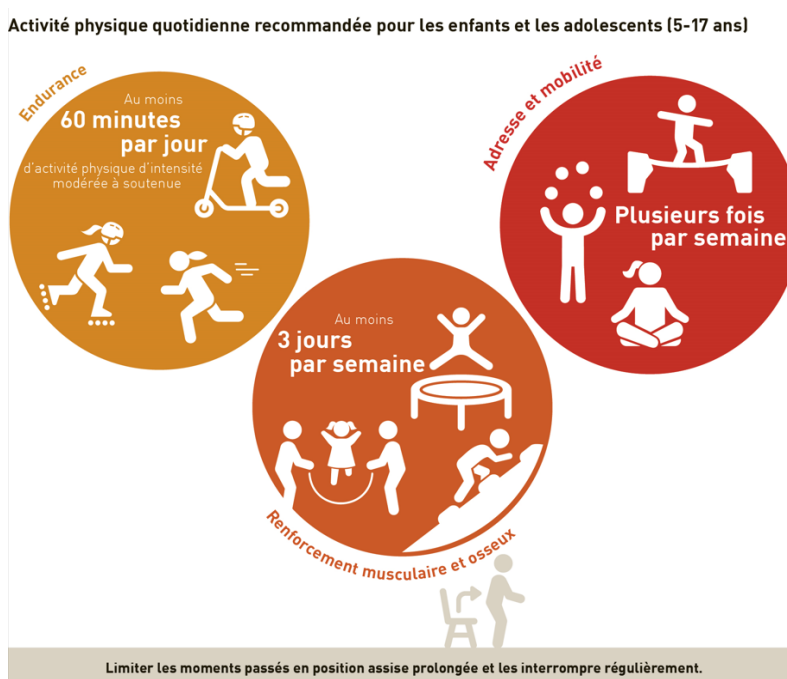 Activité physique quotidienne recommandée pour les enfants et les adolescents (5-17 ans)
Endurance
Au moins
60 minutes
par jour
d'activité physique d'intensité
modérée à soutenue
Adresse et mobilité
Plusieurs fois
par semaine
Au moins
3 jours
par semaine
Renforcement musculaire et osseux
Limiter les moments passés en position assise prolongée et les interrompre régulièrement.